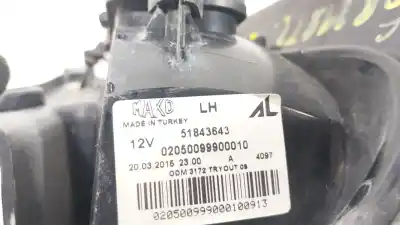 MAKO LH AL
MADE IN TURKEY
51843643
12V 02050099900010
20.03.2015 23:00 A 4097
ODM 3172 TRYOUT 09
020500999000100913